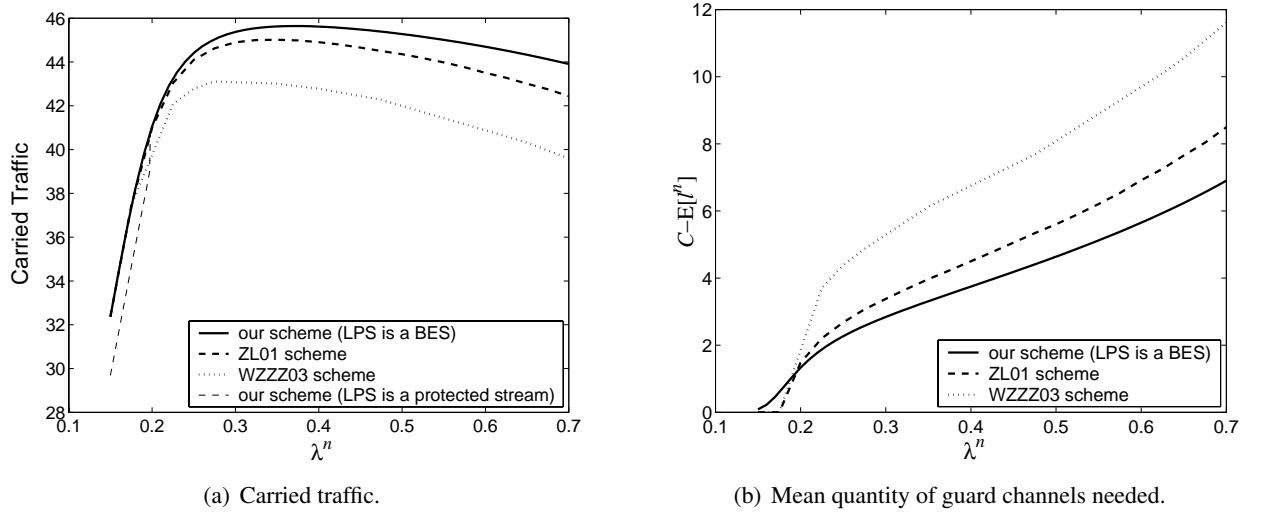 46
44
42
40
38
36
34
32
30
28
Carried Traffic
our scheme (LPS is a BES)
ZL01 scheme
WZZZ03 scheme
our scheme (LPS is a protected stream)
0.1 0.2 0.3 0.4 0.5 0.6 0.7
λⁿ
(a) Carried traffic.
12
10
8
6
4
2
0
C–E[lⁿ]
our scheme (LPS is a BES)
ZL01 scheme
WZZZ03 scheme
0.1 0.2 0.3 0.4 0.5 0.6 0.7
λⁿ
(b) Mean quantity of guard channels needed.